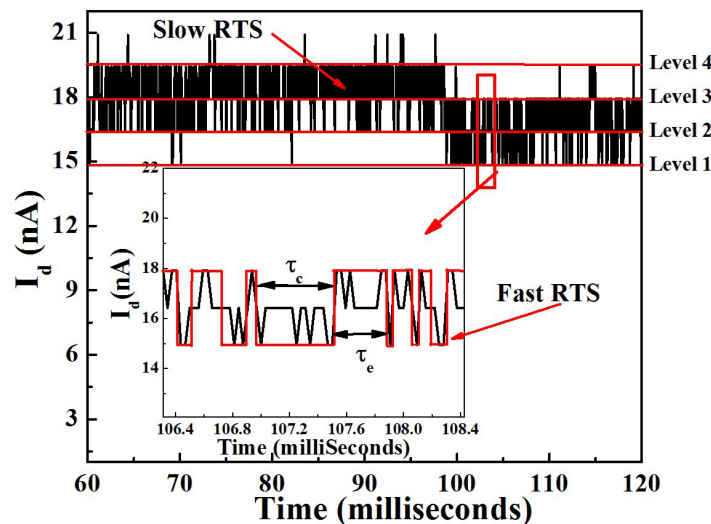 21
18
15
12
9
6
3
I_d (nA)
Slow RTS
Level 4
Level 3
Level 2
Level 1
22
20
18
16
14
I_d (nA)
τ_c
τ_e
Fast RTS
106.4 106.8 107.2 107.6 108.0 108.4
Time (milliSeconds)
60 70 80 90 100 110 120
Time (milliseconds)